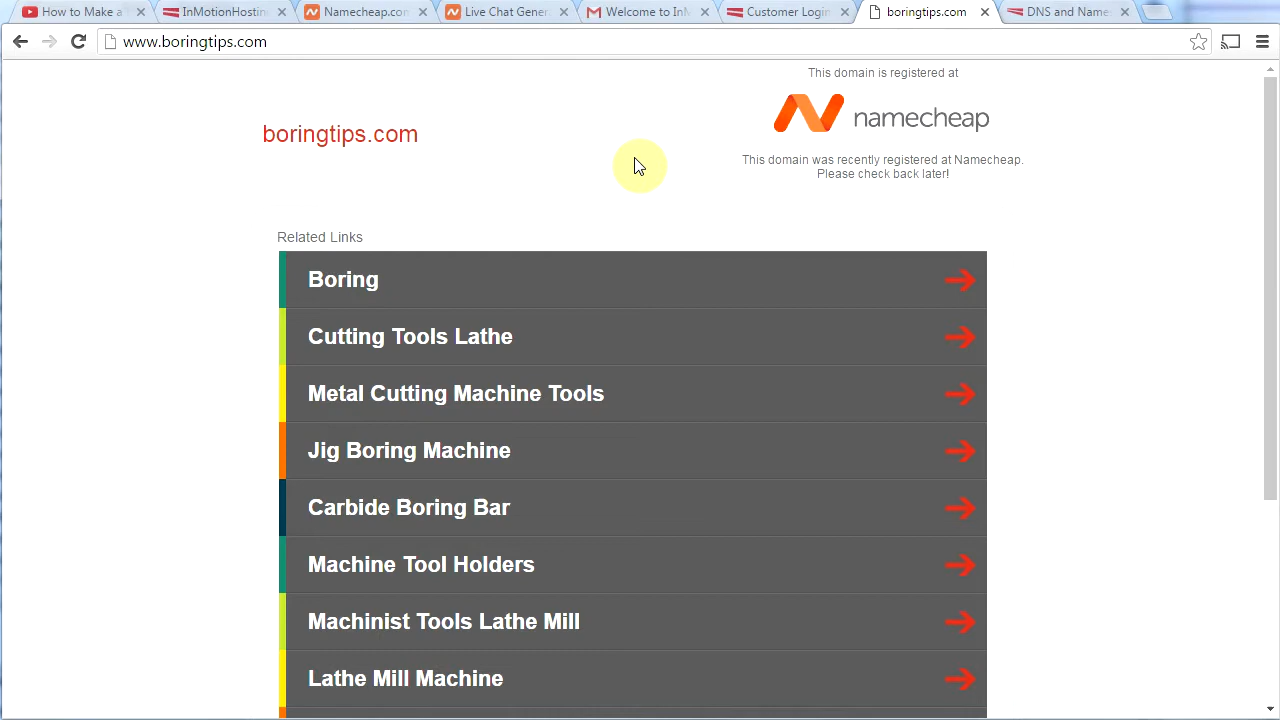 How to Make a
InMotionHostin
Namecheap.co
Live Chat Gene
Welcome to InM
Customer Login
boringtips.com
DNS and Name
www.boringtips.com
This domain is registered at
namecheap
boringtips.com
This domain was recently registered at Namecheap.
Please check back later!
Related Links
Boring
Cutting Tools Lathe
Metal Cutting Machine Tools
Jig Boring Machine
Carbide Boring Bar
Machine Tool Holders
Machinist Tools Lathe Mill
Lathe Mill Machine